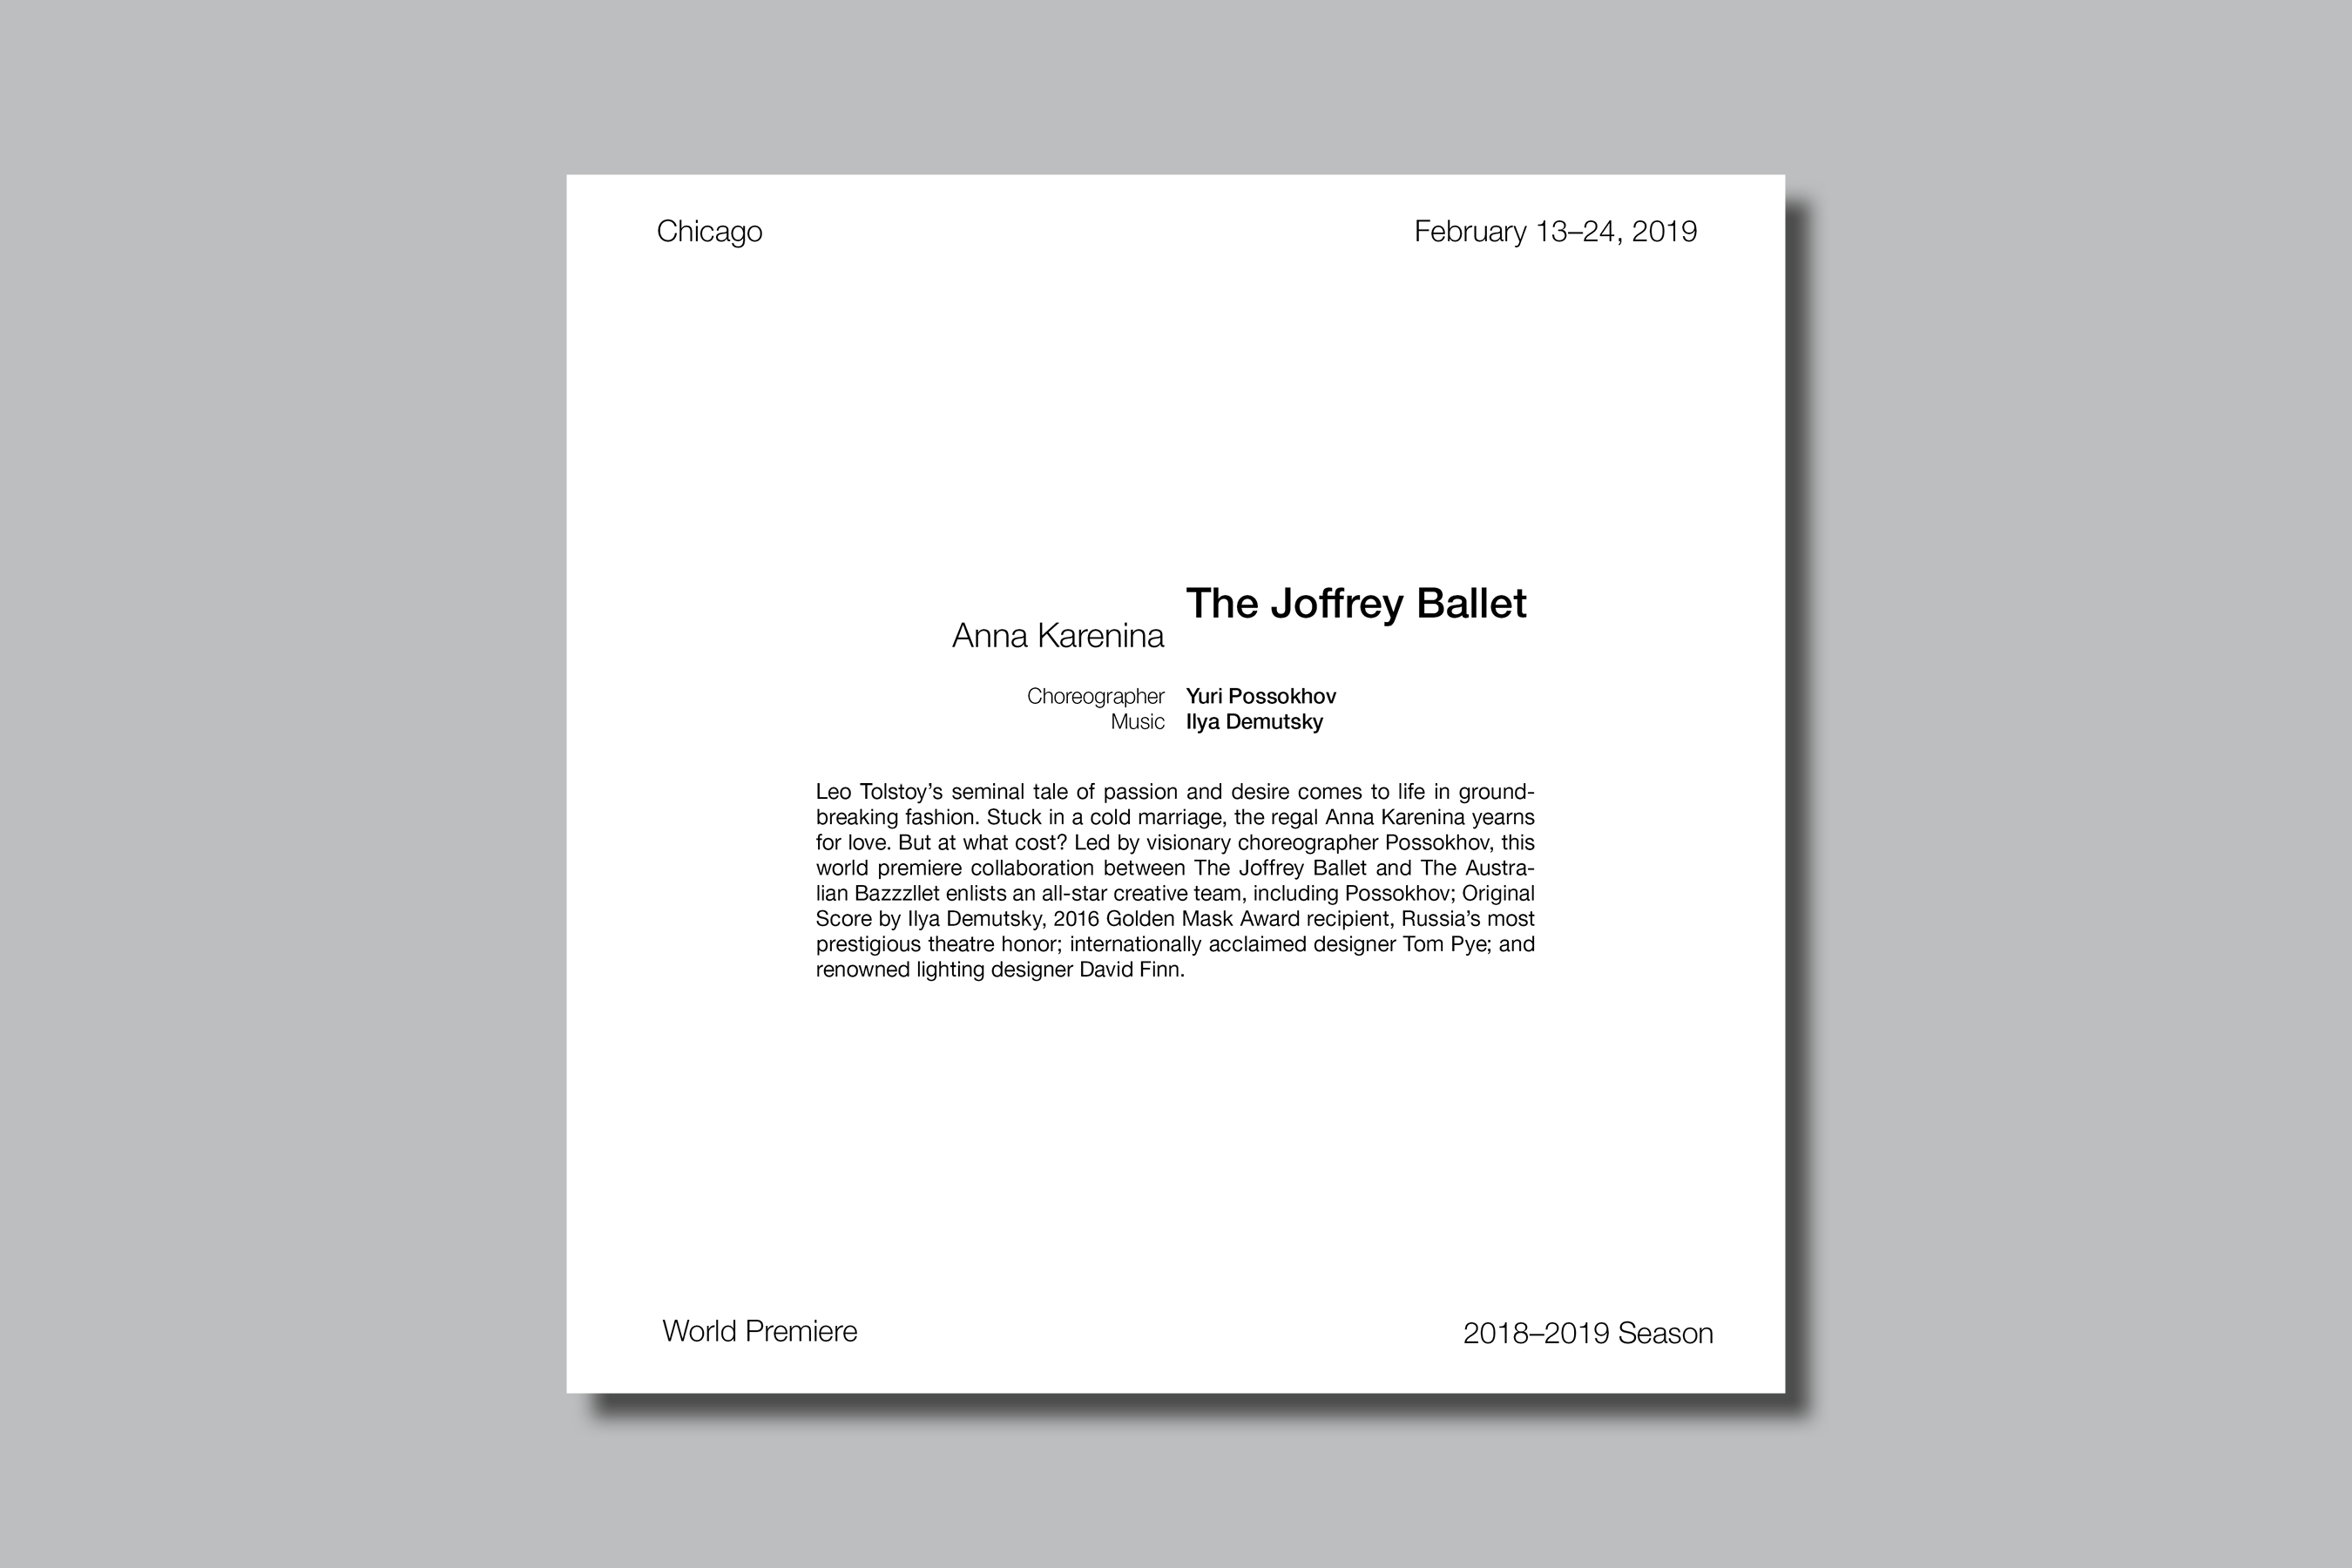 Chicago
February 13–24, 2019
The Joffrey Ballet
Anna Karenina
Choreographer Yuri Possokhov
Music Ilya Demutsky
Leo Tolstoy’s seminal tale of passion and desire comes to life in ground-
breaking fashion. Stuck in a cold marriage, the regal Anna Karenina yearns
for love. But at what cost? Led by visionary choreographer Possokhov, this
world premiere collaboration between The Joffrey Ballet and The Austra-
lian Bazzzllet enlists an all-star creative team, including Possokhov; Original
Score by Ilya Demutsky, 2016 Golden Mask Award recipient, Russia’s most
prestigious theatre honor; internationally acclaimed designer Tom Pye; and
renowned lighting designer David Finn.
World Premiere
2018–2019 Season